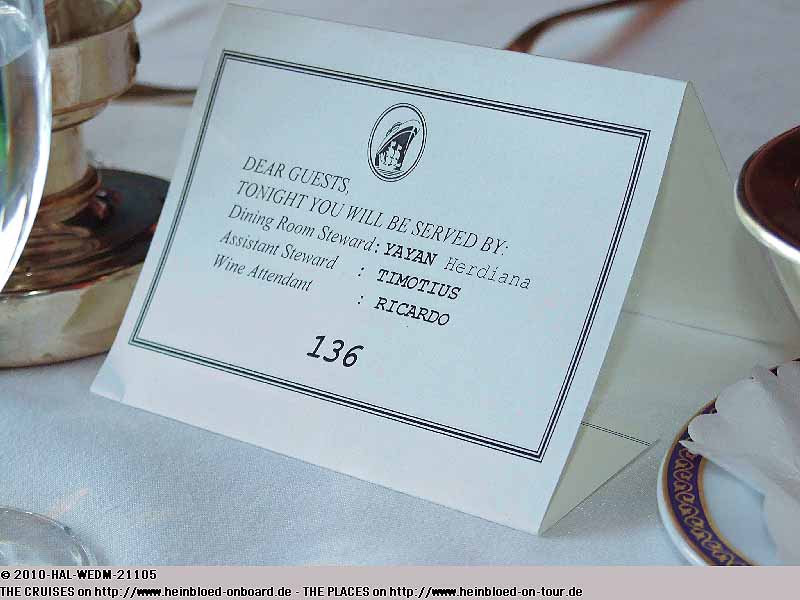 DEAR GUESTS,
TONIGHT YOU WILL BE SERVED BY:
Dining Room Steward: YAYAN Herdiana
Assistant Steward : TIMOTIUS
Wine Attendant : RICARDO
136
© 2010-HAL-WEDM-21105
THE CRUISES on http://www.heinbloed-onboard.de - THE PLACES on http://www.heinbloed-on-tour.de